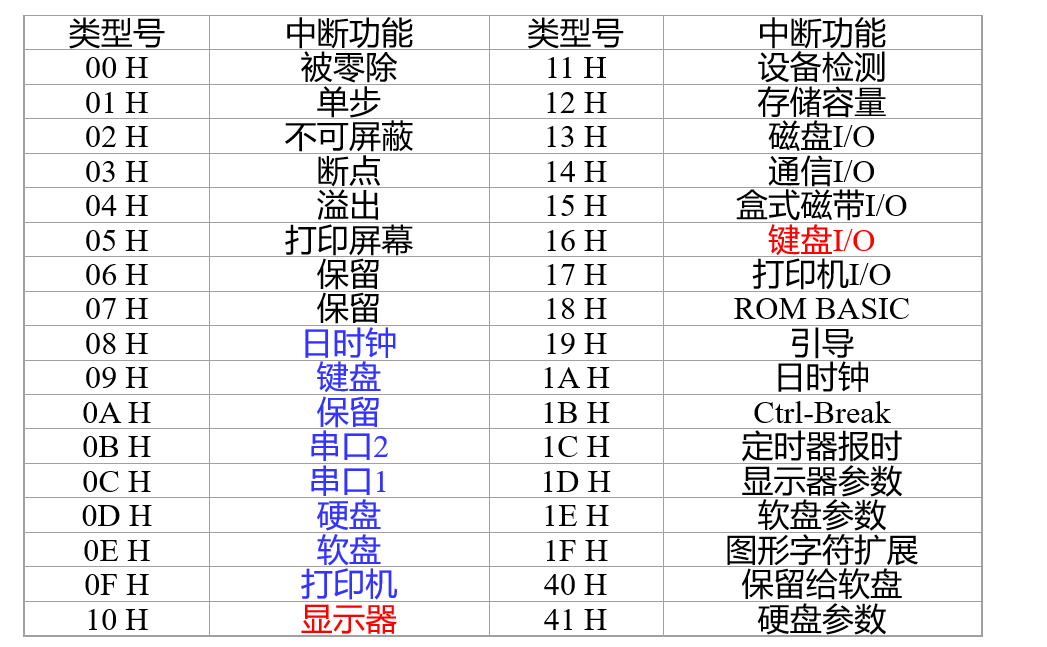 类型号 中断功能 类型号 中断功能
00 H 被零除 11 H 设备检测
01 H 单步 12 H 存储容量
02 H 不可屏蔽 13 H 磁盘I/O
03 H 断点 14 H 通信I/O
04 H 溢出 15 H 盒式磁带I/O
05 H 打印屏幕 16 H 键盘I/O
06 H 保留 17 H 打印机I/O
07 H 保留 18 H ROM BASIC
08 H 日时钟 19 H 引导
09 H 键盘 1A H 日时钟
0A H 保留 1B H Ctrl-Break
0B H 串口2 1C H 定时器报时
0C H 串口1 1D H 显示器参数
0D H 硬盘 1E H 软盘参数
0E H 软盘 1F H 图形字符扩展
0F H 打印机 40 H 保留给软盘
10 H 显示器 41 H 硬盘参数